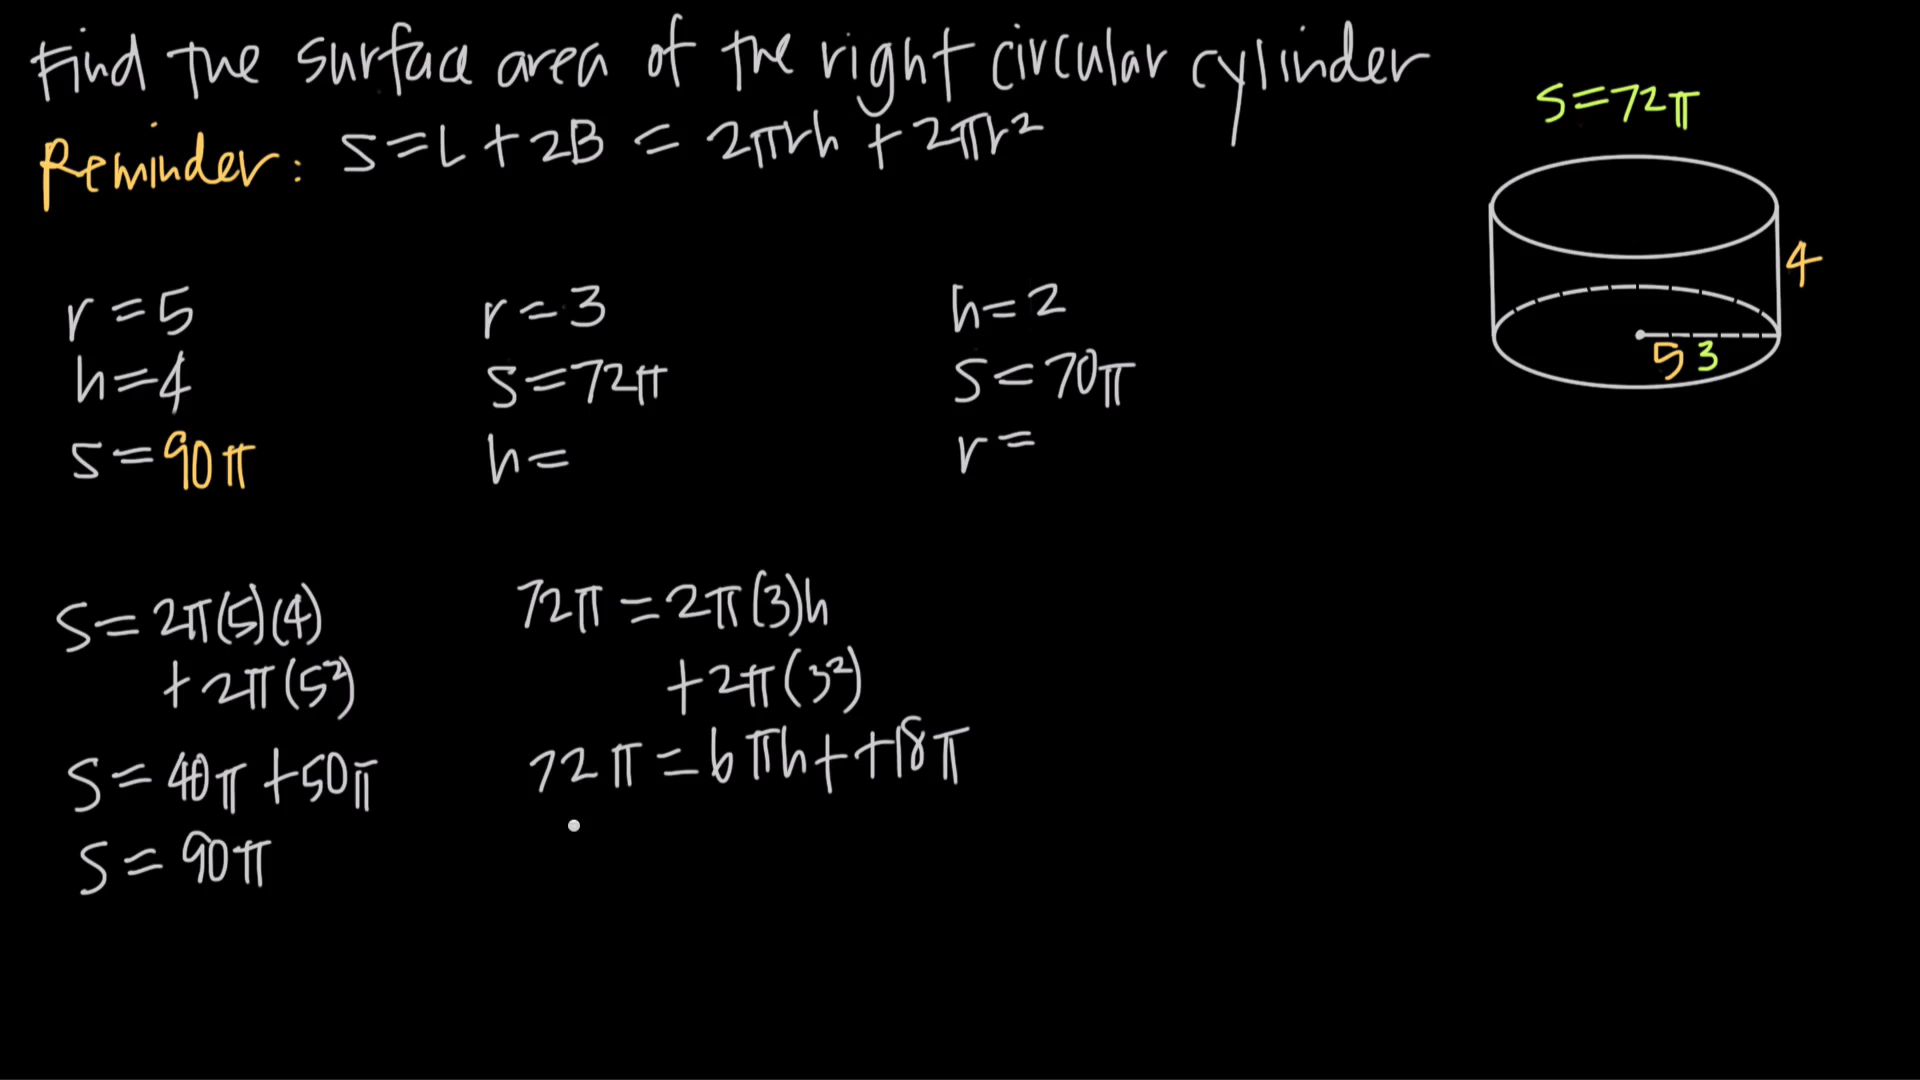 Find the surface area of the right circular cylinder
Reminder: S=L+2B = 2πrh + 2πr²
S=72π
4
5 3
r=5
h=4
S=90π
r=3
S=72π
h=
h=2
S=70π
r=
S=2π(5)(4)
+2π(5²)
S=40π+50π
S=90π
72π=2π(3)h
+2π(3²)
72π=6πh++18π